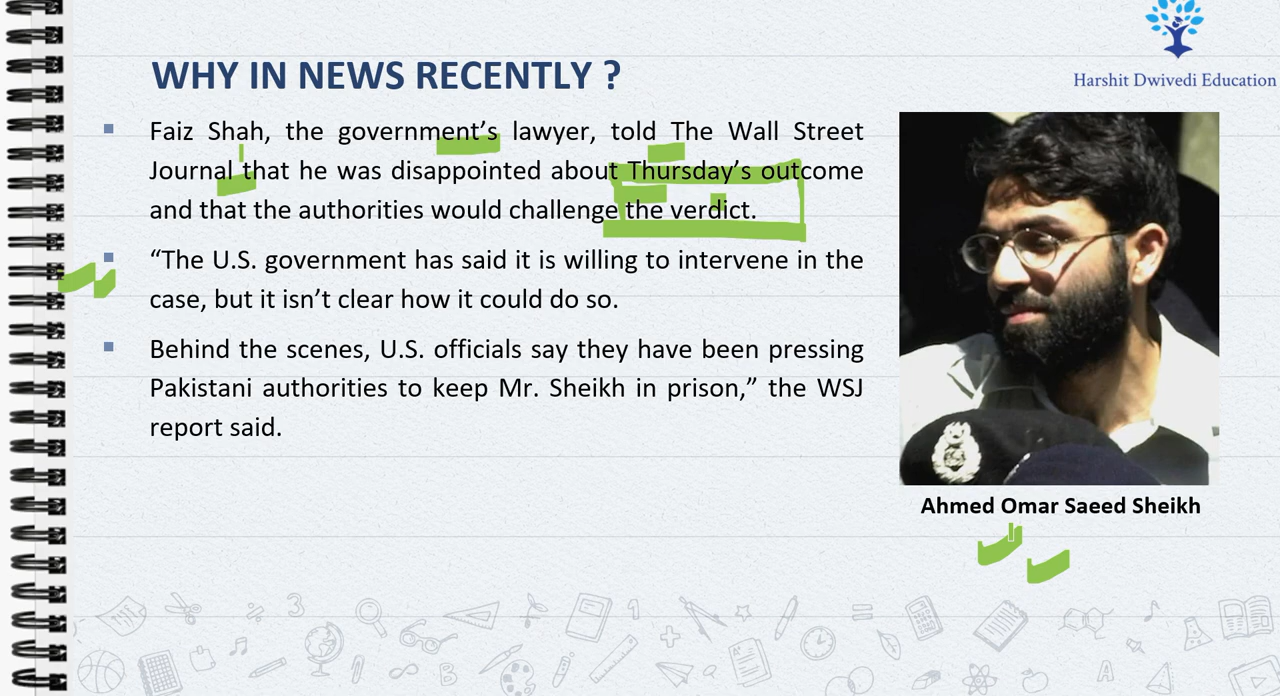 Harshit Dwivedi Education
WHY IN NEWS RECENTLY ?
Faiz Shah, the government’s lawyer, told The Wall Street
Journal that he was disappointed about Thursday’s outcome
and that the authorities would challenge the verdict.
“The U.S. government has said it is willing to intervene in the
case, but it isn’t clear how it could do so.
Behind the scenes, U.S. officials say they have been pressing
Pakistani authorities to keep Mr. Sheikh in prison,” the WSJ
report said.
Ahmed Omar Saeed Sheikh